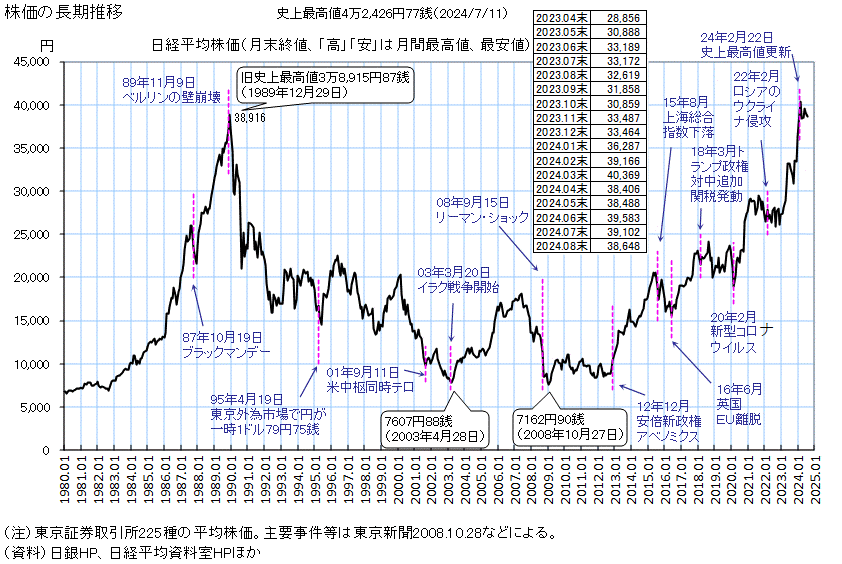 株価の長期推移
史上最高値4万2,426円77銭(2024/7/11)
円
日経平均株価(月末終値、「高」「安」は月間最高値、最安値)
2023.04末 28,856
2023.05末 30,888
2023.06末 33,189
2023.07末 33,172
2023.08末 32,619
2023.09末 31,858
2023.10末 30,859
2023.11末 33,487
2023.12末 33,464
2024.01末 36,287
2024.02末 39,166
2024.03末 40,369
2024.04末 38,406
2024.05末 38,488
2024.06末 39,583
2024.07末 39,102
2024.08末 38,648
24年2月22日
史上最高値更新
45,000
40,000
35,000
30,000
25,000
20,000
15,000
10,000
5,000
0
89年11月9日
ベルリンの壁崩壊
旧史上最高値3万8,915円87銭
(1989年12月29日)
38,916
22年2月
ロシアの
ウクライ
ナ侵攻
15年8月
上海総合
指数下落
18年3月ト
ランプ政権
対中追加
関税発動
08年9月15日
リーマン・ショック
03年3月20日
イラク戦争開始
87年10月19日
ブラックマンデー
95年4月19日
東京外為市場で円が
一時1ドル79円75銭
01年9月11日
米中枢同時テロ
7607円88銭
(2003年4月28日)
7162円90銭
(2008年10月27日)
12年12月
安倍新政権
アベノミクス
16年6月
英国
EU離脱
20年2月
新型コロナ
ウイルス
1980.01
1981.01
1982.01
1983.01
1984.01
1985.01
1986.01
1987.01
1988.01
1989.01
1990.01
1991.01
1992.01
1993.01
1994.01
1995.01
1996.01
1997.01
1998.01
1999.01
2000.01
2001.01
2002.01
2003.01
2004.01
2005.01
2006.01
2007.01
2008.01
2009.01
2010.01
2011.01
2012.01
2013.01
2014.01
2015.01
2016.01
2017.01
2018.01
2019.01
2020.01
2021.01
2022.01
2023.01
2024.01
2025.01
(注)東京証券取引所225種の平均株価。主要事件等は東京新聞2008.10.28などによる。
(資料)日銀HP、日経平均資料室HPほか